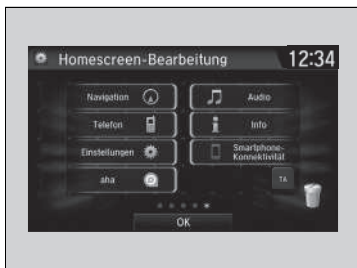 Homescreen-Bearbeitung 12:34
Navigation Audio
Telefon Info
Einstellungen Smartphone-
Konnektivität
aha
TA
OK